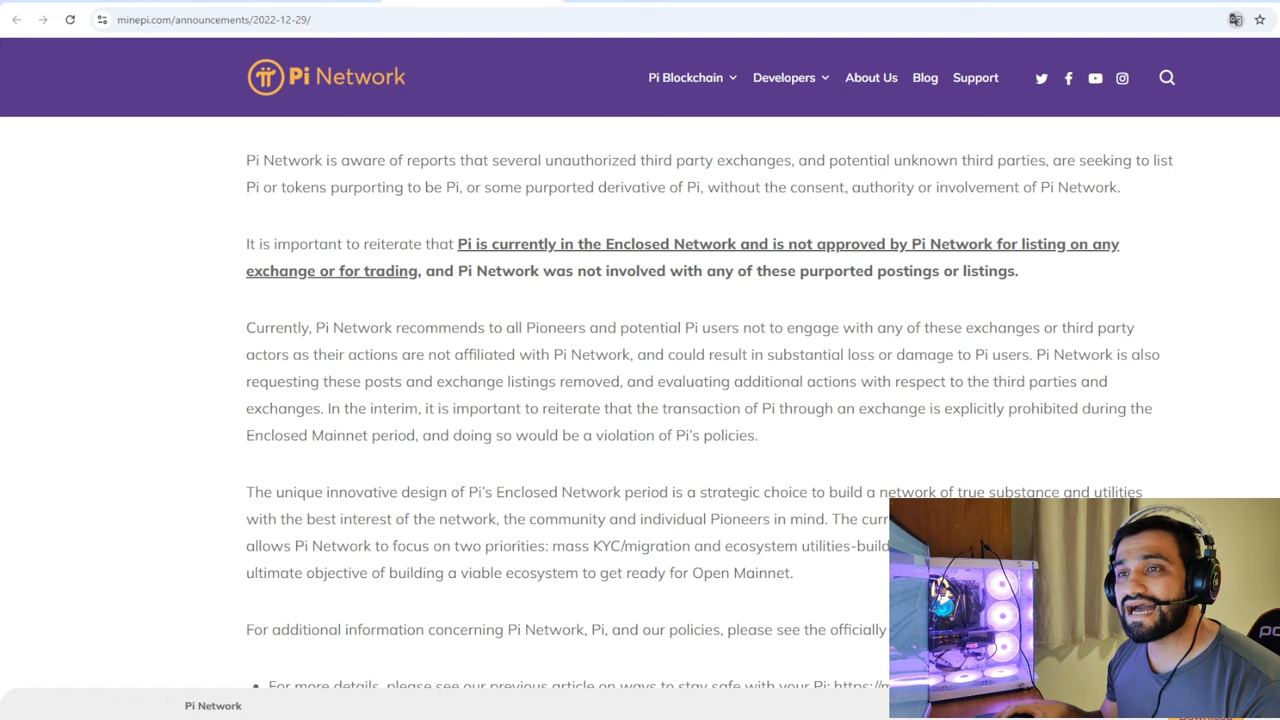 minepi.com/announcements/2022-12-29/
Pi Network
Pi Blockchain
Developers
About Us
Blog
Support
Pi Network is aware of reports that several unauthorized third party exchanges, and potential unknown third parties, are seeking to list
Pi or tokens purporting to be Pi, or some purported derivative of Pi, without the consent, authority or involvement of Pi Network.
It is important to reiterate that Pi is currently in the Enclosed Network and is not approved by Pi Network for listing on any
exchange or for trading, and Pi Network was not involved with any of these purported postings or listings.
Currently, Pi Network recommends to all Pioneers and potential Pi users not to engage with any of these exchanges or third party
actors as their actions are not affiliated with Pi Network, and could result in substantial loss or damage to Pi users. Pi Network is also
requesting these posts and exchange listings removed, and evaluating additional actions with respect to the third parties and
exchanges. In the interim, it is important to reiterate that the transaction of Pi through an exchange is explicitly prohibited during the
Enclosed Mainnet period, and doing so would be a violation of Pi’s policies.
The unique innovative design of Pi’s Enclosed Network period is a strategic choice to build a network of true substance and utilities
with the best interest of the network, the community and individual Pioneers in mind. The
allows Pi Network to focus on two priorities: mass KYC/migration and ecosystem
ultimate objective of building a viable ecosystem to get ready for Open Mainnet.
For additional information concerning Pi Network, Pi, and our policies, please see the officially
• For more details, please see our previous article on ways to stay safe with your Pi:
Pi Network